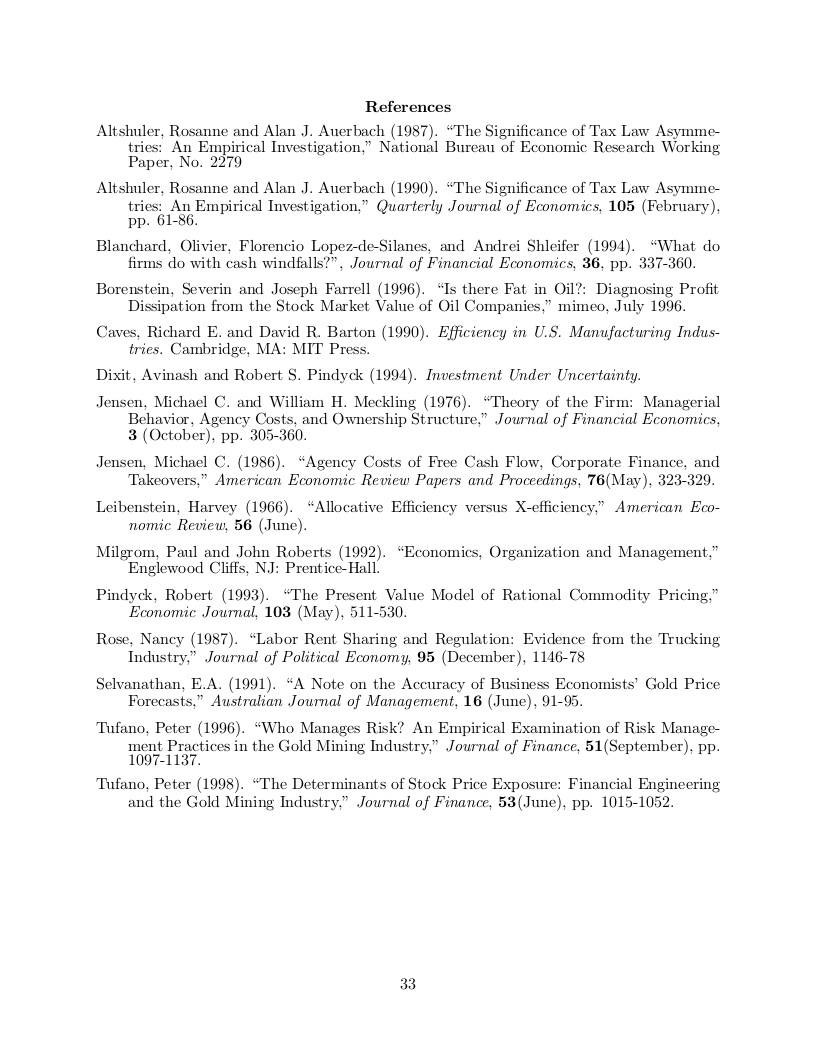 References
Altshuler, Rosanne and Alan J. Auerbach (1987). “The Significance of Tax Law Asymme-
tries: An Empirical Investigation,” National Bureau of Economic Research Working
Paper, No. 2279
Altshuler, Rosanne and Alan J. Auerbach (1990). “The Significance of Tax Law Asymme-
tries: An Empirical Investigation,” Quarterly Journal of Economics, 105 (February),
pp. 61-86.
Blanchard, Olivier, Florencio Lopez-de-Silanes, and Andrei Shleifer (1994). “What do
firms do with cash windfalls?”, Journal of Financial Economics, 36, pp. 337-360.
Borenstein, Severin and Joseph Farrell (1996). “Is there Fat in Oil?: Diagnosing Profit
Dissipation from the Stock Market Value of Oil Companies,” mimeo, July 1996.
Caves, Richard E. and David R. Barton (1990). Efficiency in U.S. Manufacturing Indus-
tries. Cambridge, MA: MIT Press.
Dixit, Avinash and Robert S. Pindyck (1994). Investment Under Uncertainty.
Jensen, Michael C. and William H. Meckling (1976). “Theory of the Firm: Managerial
Behavior, Agency Costs, and Ownership Structure,” Journal of Financial Economics,
3 (October), pp. 305-360.
Jensen, Michael C. (1986). “Agency Costs of Free Cash Flow, Corporate Finance, and
Takeovers,” American Economic Review Papers and Proceedings, 76(May), 323-329.
Leibenstein, Harvey (1966). “Allocative Efficiency versus X-efficiency,” American Eco-
nomic Review, 56 (June).
Milgrom, Paul and John Roberts (1992). “Economics, Organization and Management,”
Englewood Cliffs, NJ: Prentice-Hall.
Pindyck, Robert (1993). “The Present Value Model of Rational Commodity Pricing,”
Economic Journal, 103 (May), 511-530.
Rose, Nancy (1987). “Labor Rent Sharing and Regulation: Evidence from the Trucking
Industry,” Journal of Political Economy, 95 (December), 1146-78
Selvanathan, E.A. (1991). “A Note on the Accuracy of Business Economists’ Gold Price
Forecasts,” Australian Journal of Management, 16 (June), 91-95.
Tufano, Peter (1996). “Who Manages Risk? An Empirical Examination of Risk Manage-
ment Practices in the Gold Mining Industry,” Journal of Finance, 51(September), pp.
1097-1137.
Tufano, Peter (1998). “The Determinants of Stock Price Exposure: Financial Engineering
and the Gold Mining Industry,” Journal of Finance, 53(June), pp. 1015-1052.
33